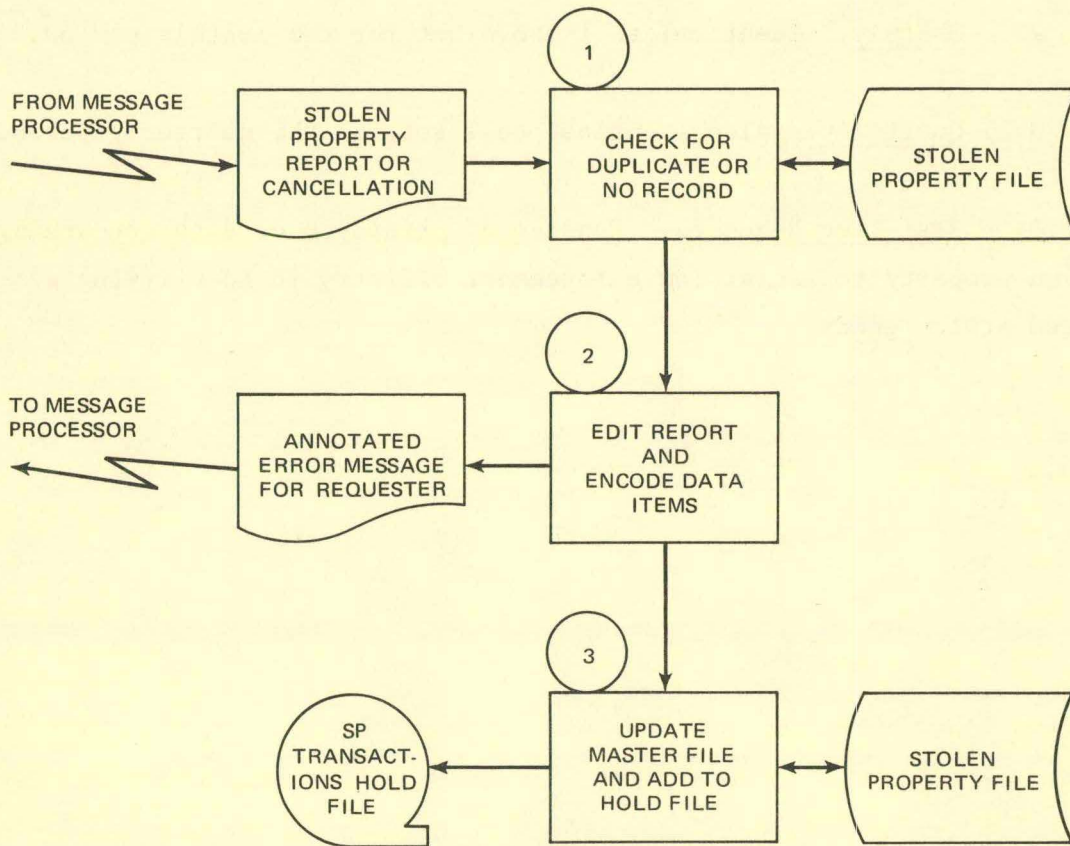 1
FROM MESSAGE
PROCESSOR
STOLEN
PROPERTY
REPORT OR
CANCELLATION
CHECK FOR
DUPLICATE OR
NO RECORD
STOLEN
PROPERTY FILE
2
TO MESSAGE
PROCESSOR
ANNOTATED
ERROR MESSAGE
FOR REQUESTER
EDIT REPORT
AND
ENCODE DATA
ITEMS
3
SP
TRANSACT-
IONS HOLD
FILE
UPDATE
MASTER FILE
AND ADD TO
HOLD FILE
STOLEN
PROPERTY FILE